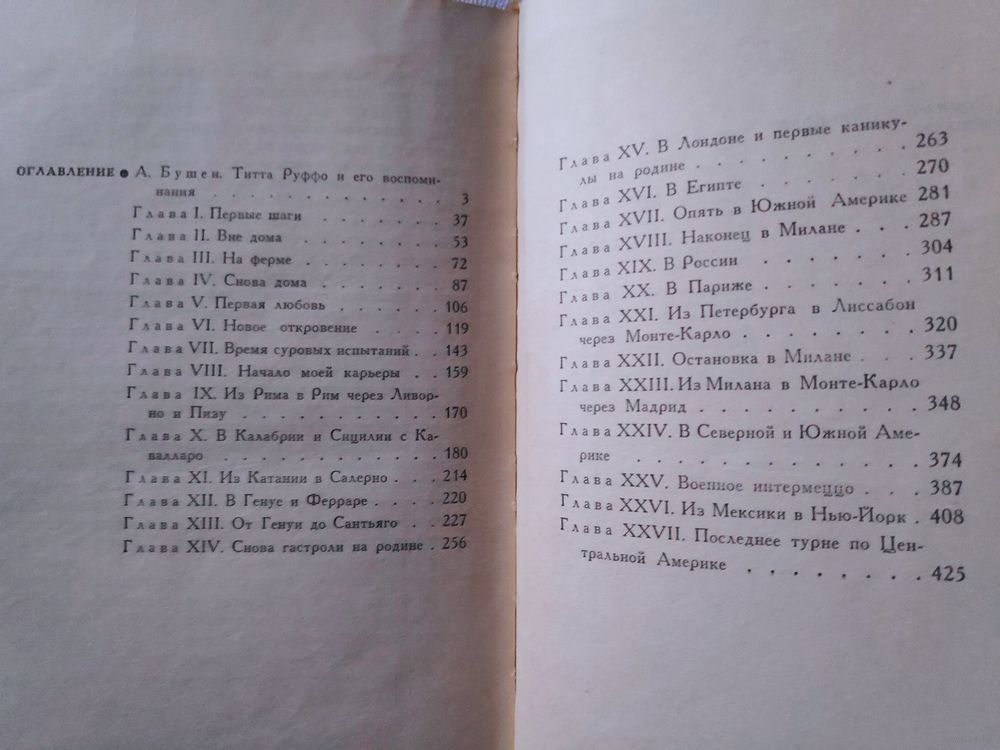 ОГЛАВЛЕНИЕ ● А. Бушен. Титта Руффо и его воспоми-
нания . . . . . . . . . . . . 3
Глава I. Первые шаги . . . . . . 37
Глава II. Вне дома . . . . . . . 53
Глава III. На ферме . . . . . . 72
Глава IV. Снова дома . . . . . . 87
Глава V. Первая любовь . . . . . 106
Глава VI. Новое откровение . . . . 119
Глава VII. Время суровых испытаний . . 143
Глава VIII. Начало моей карьеры . . 159
Глава IX. Из Рима в Рим через Ливор-
но и Пизу . . . . . . . . . . 170
Глава X. В Калабрии и Сицилии с Ка-
валларо . . . . . . . . . . . 180
Глава XI. Из Катании в Салерно . . . 214
Глава XII. В Генуе и Ферраре . . . . 220
Глава XIII. От Генуи до Сантьяго . . 227
Глава XIV. Снова гастроли на родине . 256
Глава XV. В Лондоне и первые канику-
лы на родине . . . . . . . . . 263
Глава XVI. В Египте . . . . . . 270
Глава XVII. Опять в Южной Америке 281
Глава XVIII. Наконец в Милане . . . 287
Глава XIX. В России . . . . . . 304
Глава XX. В Париже . . . . . . 311
Глава XXI. Из Петербурга в Лиссабон
через Монте-Карло . . . . . . . 320
Глава XXII. Остановка в Милане . . . 337
Глава XXIII. Из Милана в Монте-Карло
через Мадрид . . . . . . . . . 348
Глава XXIV. В Северной и Южной Аме-
рике . . . . . . . . . . . . 374
Глава XXV. Военное интермеццо . . . 387
Глава XXVI. Из Мексики в Нью-Йорк . 408
Глава XXVII. Последнее турне по Цен-
тральной Америке . . . . . . . . 425